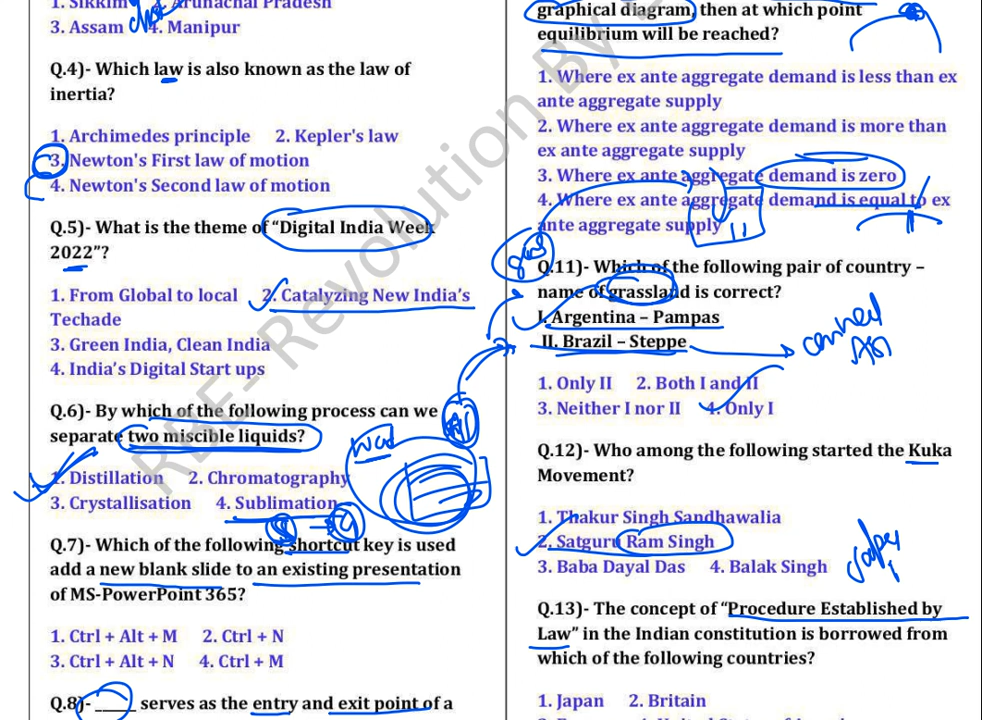 1. Sikkim 2. Arunachal Pradesh
3. Assam 4. Manipur
Q.4)- Which law is also known as the law of
inertia?
1. Archimedes principle 2. Kepler's law
3. Newton's First law of motion
4. Newton's Second law of motion
Q.5)- What is the theme of “Digital India Week
2022”?
1. From Global to local 2. Catalyzing New India’s
Techade
3. Green India, Clean India
4. India’s Digital Start ups
Q.6)- By which of the following process can we
separate two miscible liquids?
1. Distillation 2. Chromatography
3. Crystallisation 4. Sublimation
Q.7)- Which of the following shortcut key is used
add a new blank slide to an existing presentation
of MS-PowerPoint 365?
1. Ctrl + Alt + M 2. Ctrl + N
3. Ctrl + Alt + N 4. Ctrl + M
Q.8)- _____ serves as the entry and exit point of a
graphical diagram, then at which point
equilibrium will be reached?
1. Where ex ante aggregate demand is less than ex
ante aggregate supply
2. Where ex ante aggregate demand is more than
ex ante aggregate supply
3. Where ex ante aggregate demand is zero
4. Where ex ante aggregate demand is equal to ex
ante aggregate supply
Q.11)- Which of the following pair of country –
name of grassland is correct?
I. Argentina – Pampas
II. Brazil – Steppe
1. Only II 2. Both I and II
3. Neither I nor II 4. Only I
Q.12)- Who among the following started the Kuka
Movement?
1. Thakur Singh Sandhawalia
2. Satguru Ram Singh
3. Baba Dayal Das 4. Balak Singh
Q.13)- The concept of “Procedure Established by
Law” in the Indian constitution is borrowed from
which of the following countries?
1. Japan 2. Britain
RBE- Revolution By